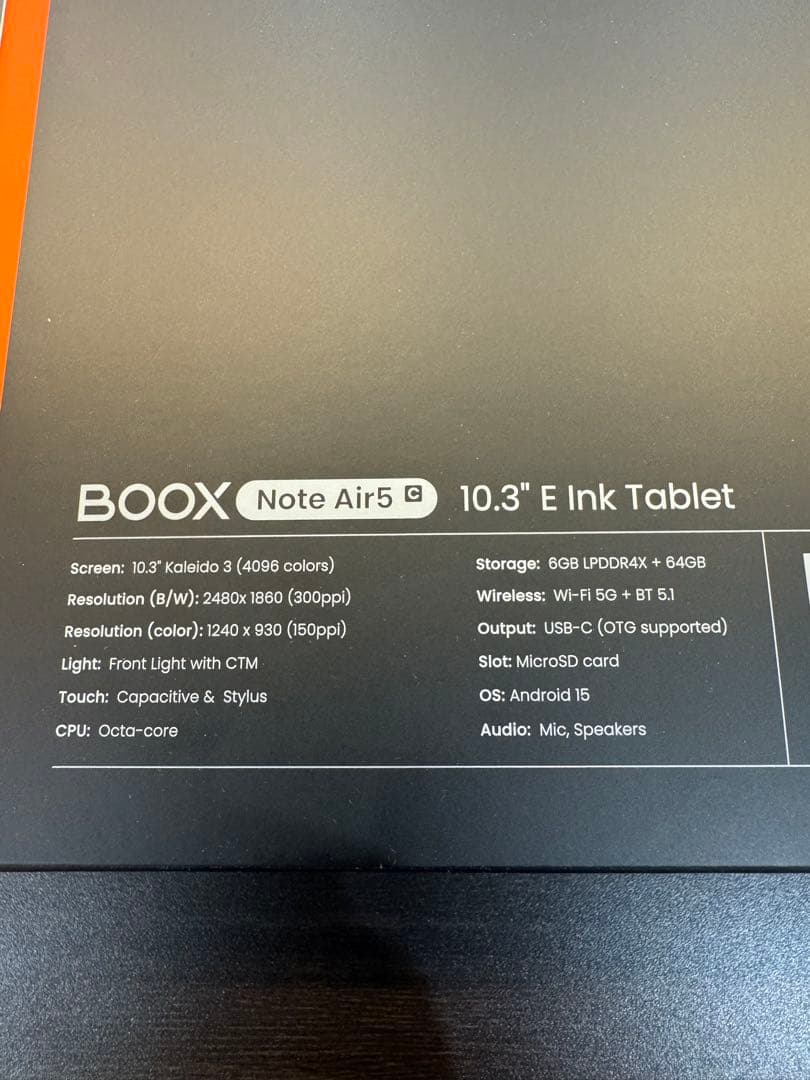 BOOX Note Air5 C 10.3" E Ink Tablet
Screen: 10.3" Kaleido 3 (4096 colors)
Resolution (B/W): 2480x 1860 (300ppi)
Resolution (color): 1240 x 930 (150ppi)
Light: Front Light with CTM
Touch: Capacitive & Stylus
CPU: Octa-core
Storage: 6GB LPDDR4X + 64GB
Wireless: Wi-Fi 5G + BT 5.1
Output: USB-C (OTG supported)
Slot: MicroSD card
OS: Android 15
Audio: Mic, Speakers